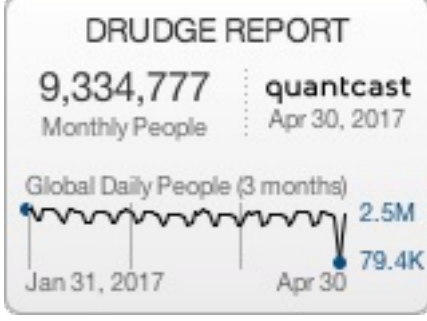 DRUDGE REPORT
9,334,777
Monthly People
quantcast
Apr 30, 2017
Global Daily People (3 months)
2.5M
79.4K
Jan 31, 2017
Apr 30